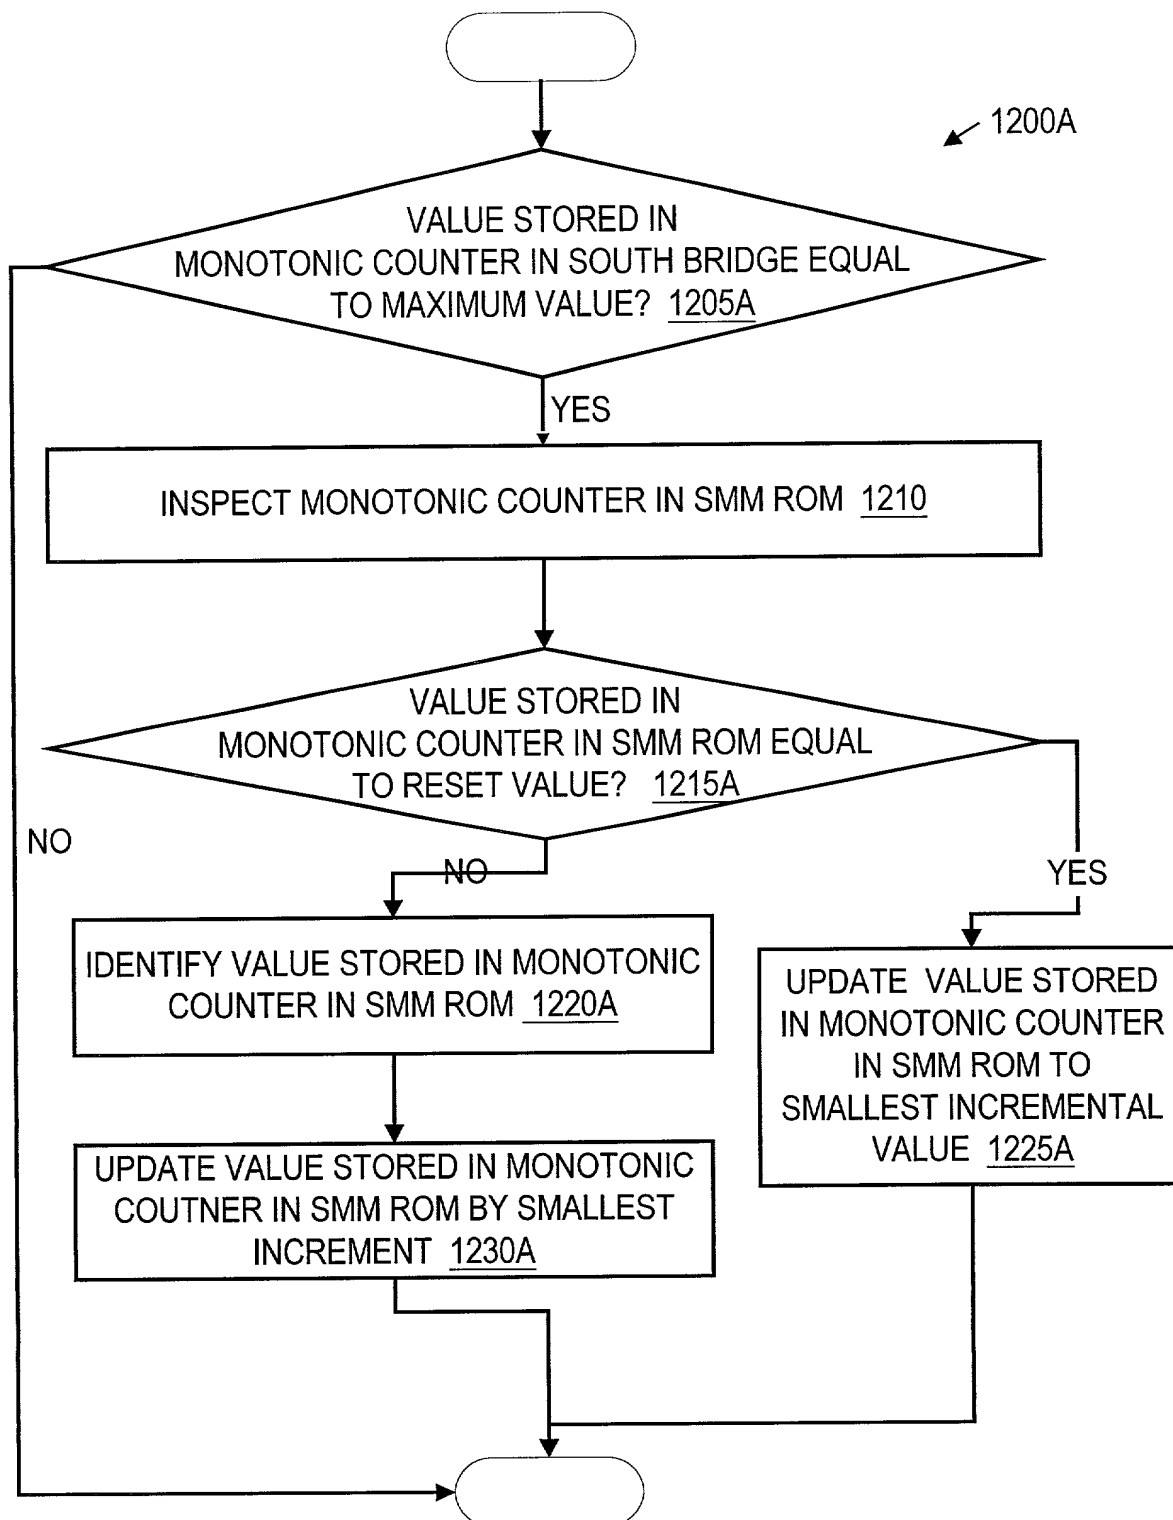 1200A
VALUE STORED IN
MONOTONIC COUNTER IN SOUTH BRIDGE EQUAL
TO MAXIMUM VALUE? 1205A
YES
INSPECT MONOTONIC COUNTER IN SMM ROM 1210
VALUE STORED IN
MONOTONIC COUNTER IN SMM ROM EQUAL
TO RESET VALUE? 1215A
NO
NO
YES
IDENTIFY VALUE STORED IN MONOTONIC
COUNTER IN SMM ROM 1220A
UPDATE VALUE STORED
IN MONOTONIC COUNTER
IN SMM ROM TO
SMALLEST INCREMENTAL
VALUE 1225A
UPDATE VALUE STORED IN MONOTONIC
COUTNER IN SMM ROM BY SMALLEST
INCREMENT 1230A